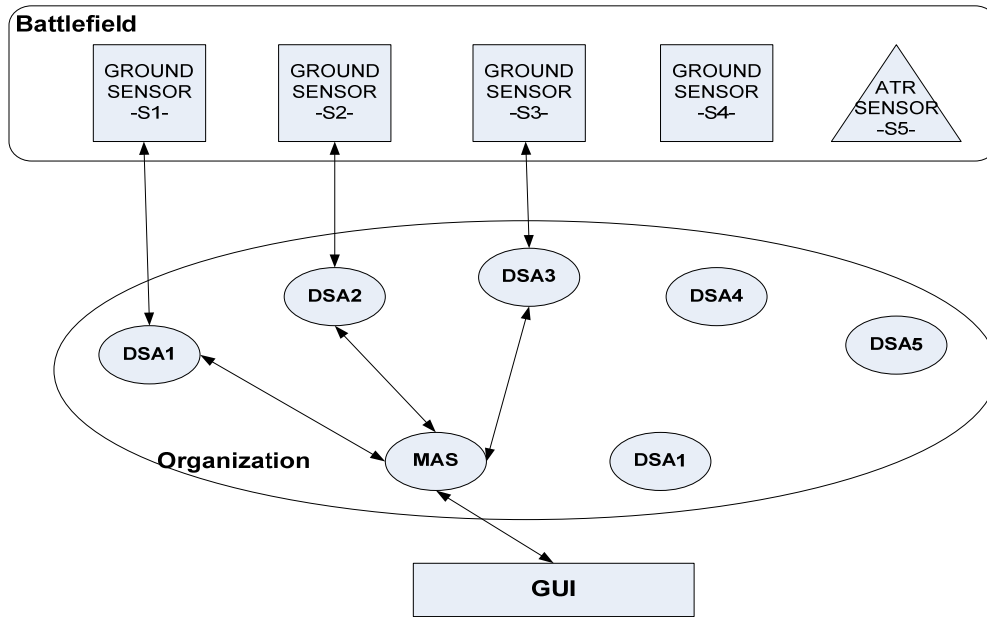 Battlefield
GROUND
SENSOR
-S1-
GROUND
SENSOR
-S2-
GROUND
SENSOR
-S3-
GROUND
SENSOR
-S4-
ATR
SENSOR
-S5-
DSA1
DSA2
DSA3
DSA4
DSA5
Organization
MAS
DSA1
GUI